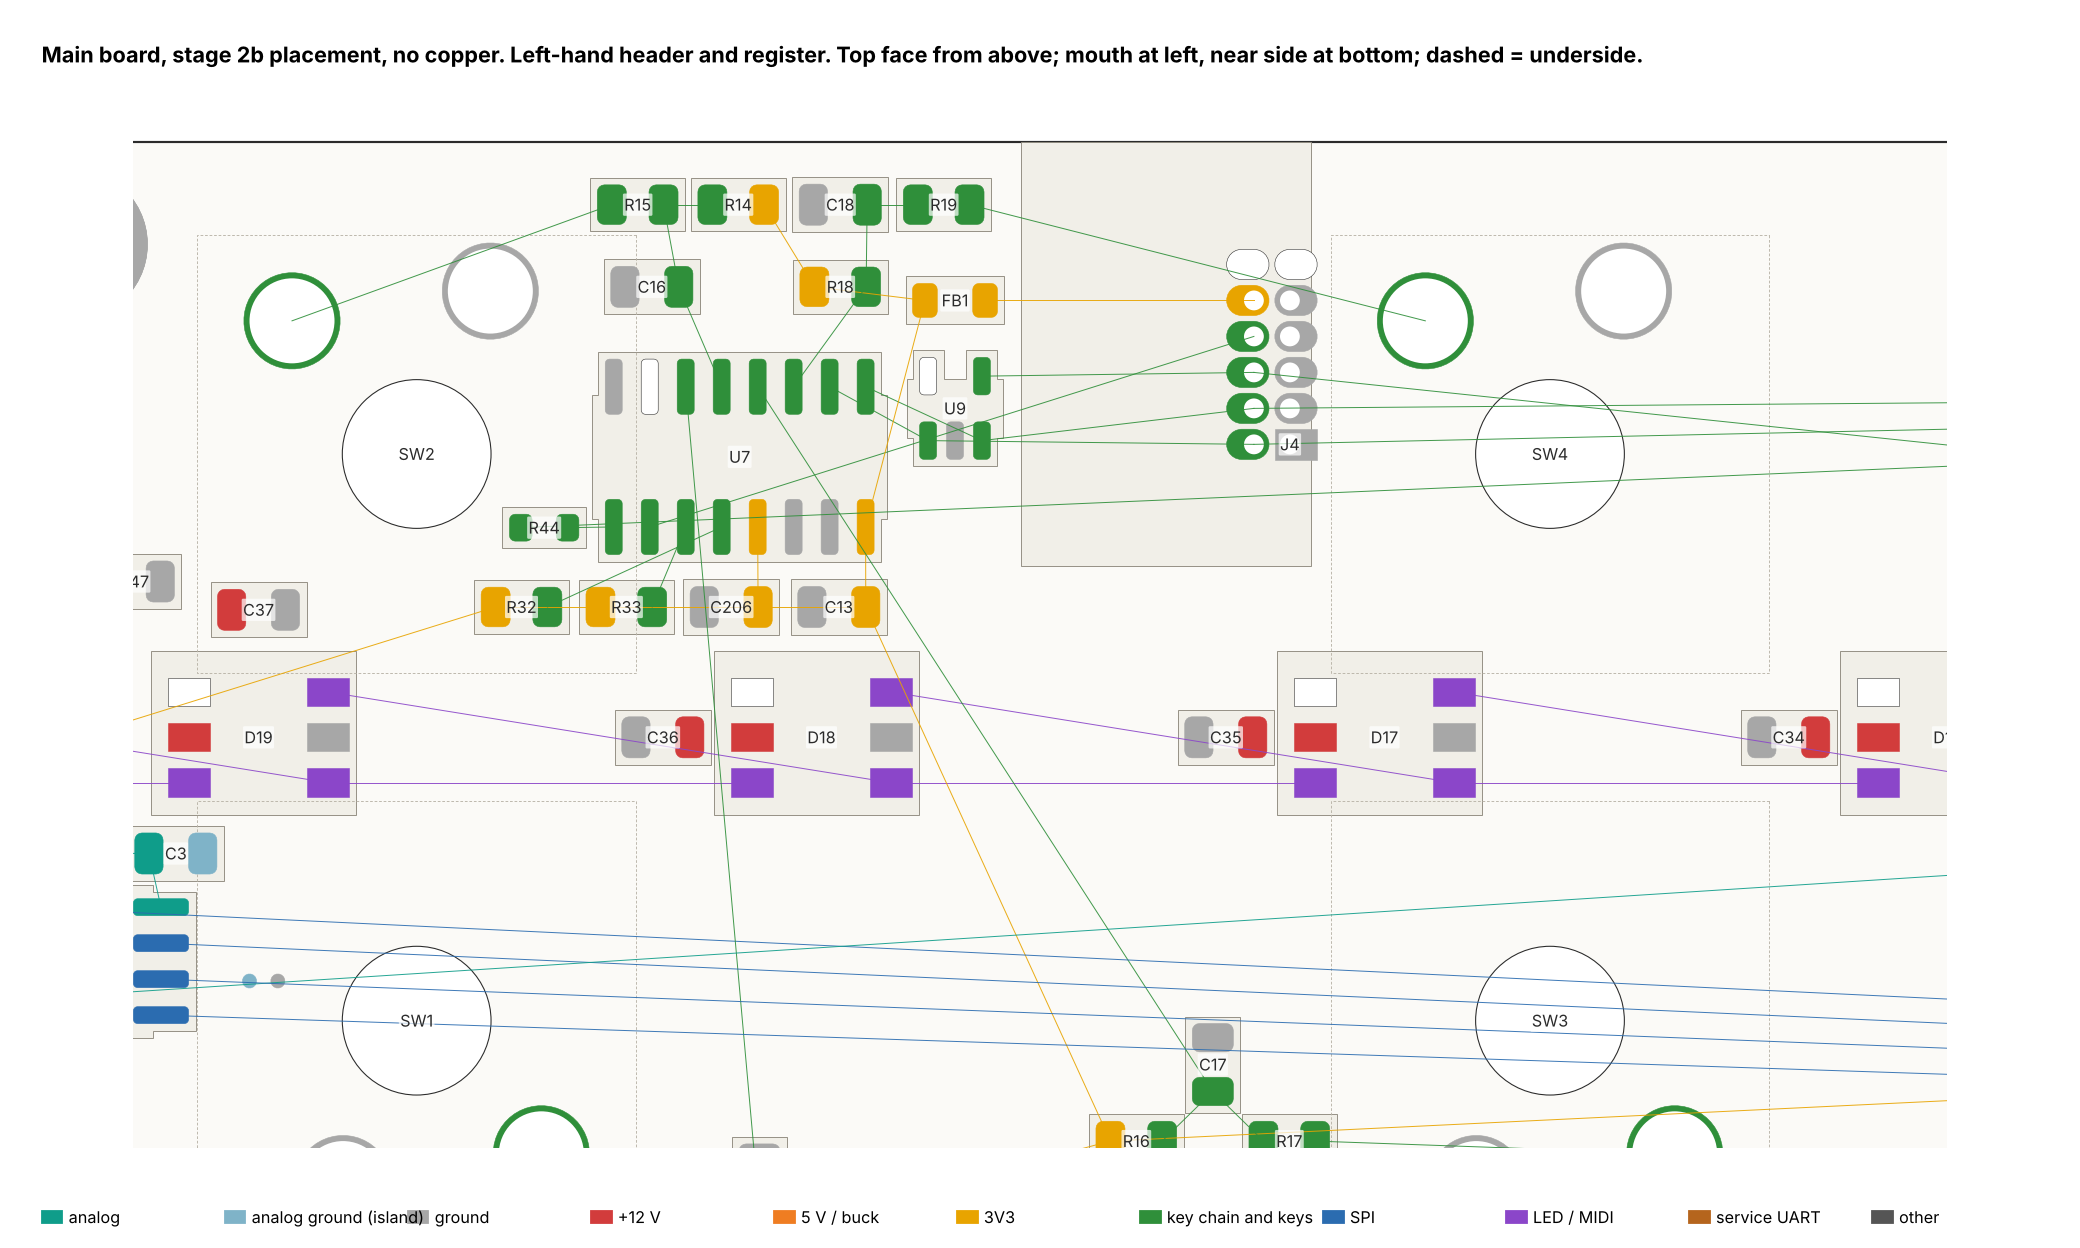 Main board, stage 2b placement, no copper. Left-hand header and register. Top face from above; mouth at left, near side at bottom; dashed = underside.
R15 R14 C18 R19
C16 R18 FB1
U9
J4
SW2 U7 SW4
R44
47 C37 R32 R33 C206 C13
D19 C36 D18 C35 D17 C34
C3
SW1 SW3
C17
R16 R17
analog analog ground (island) ground +12 V 5 V / buck 3V3 key chain and keys SPI LED / MIDI service UART other